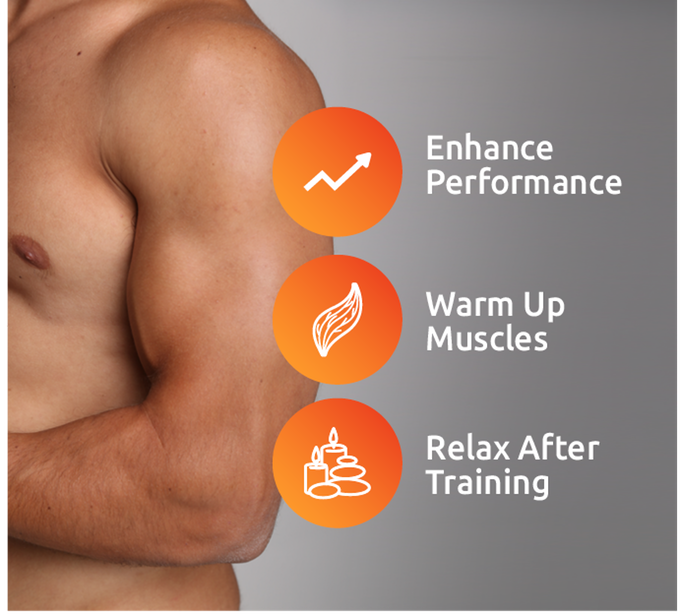 Enhance
Performance
Warm Up
Muscles
Relax After
Training